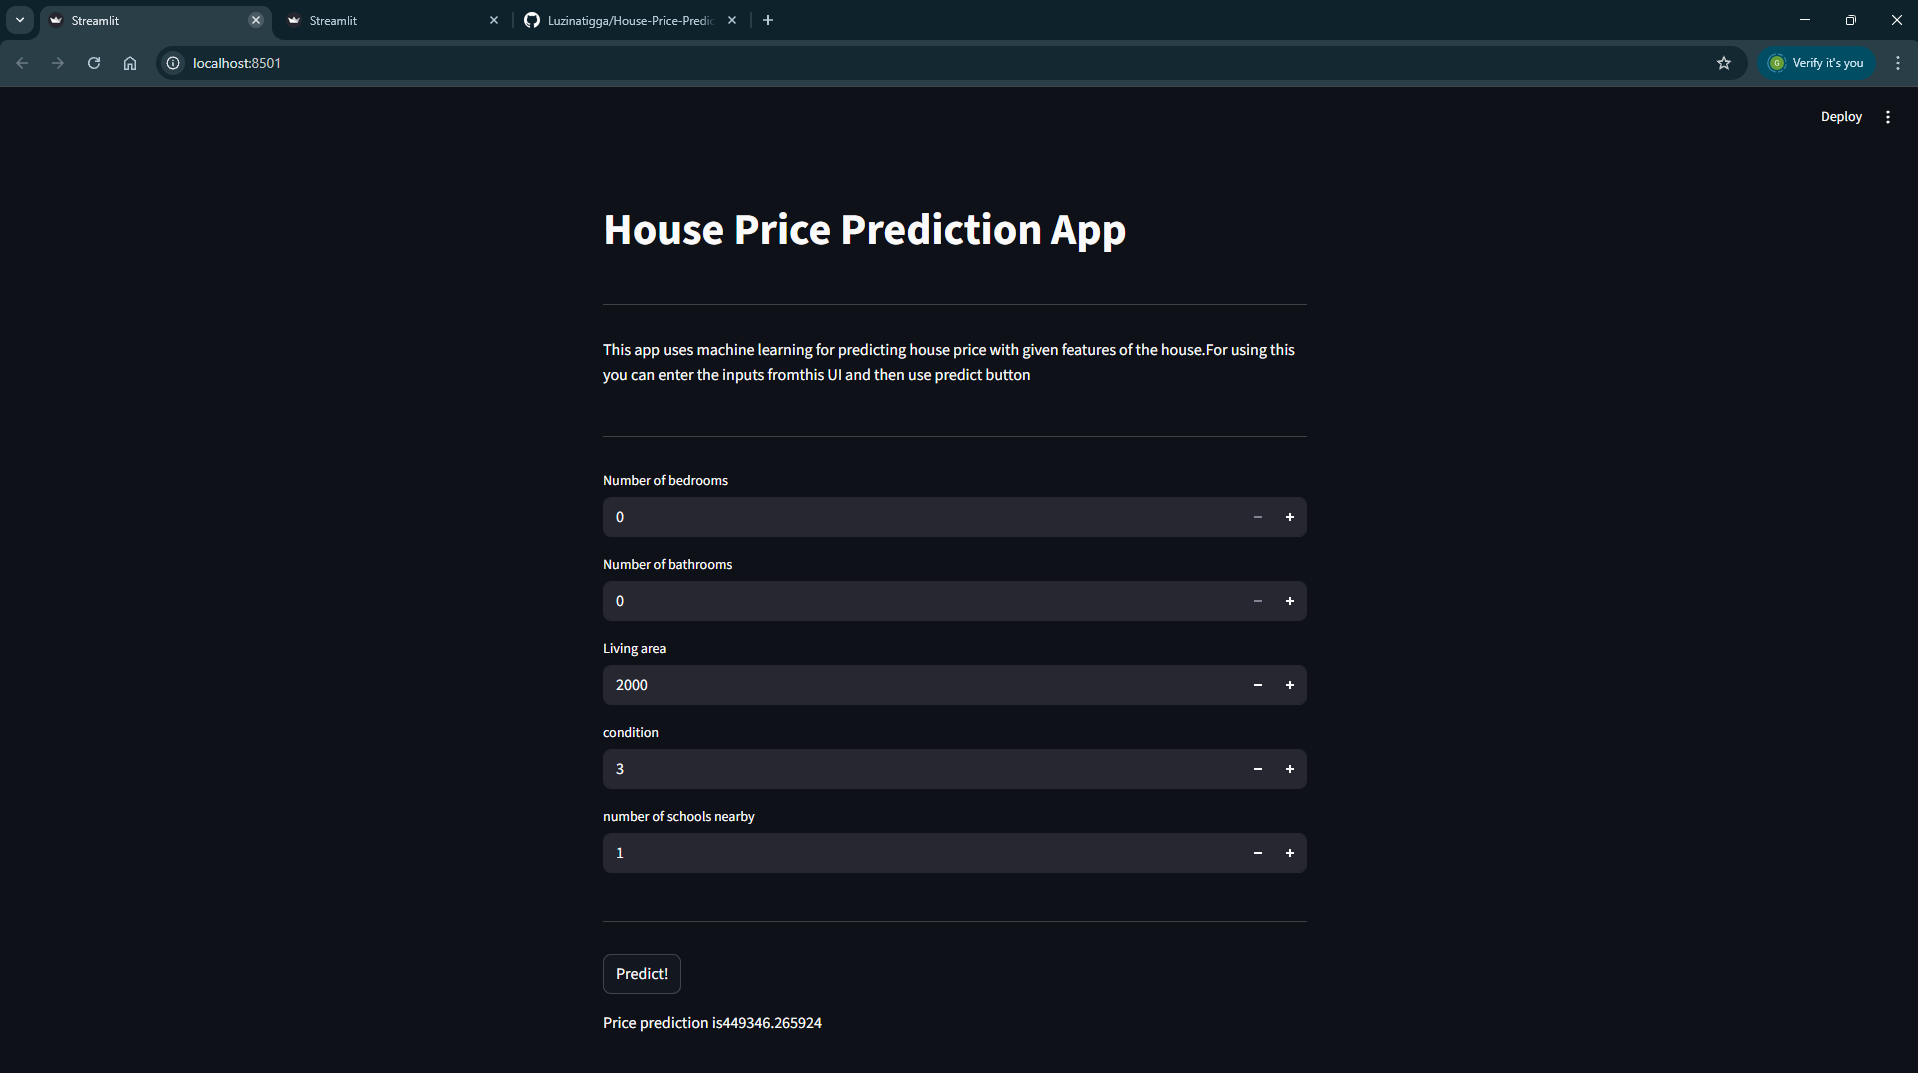 Streamlit
Streamlit
Luzinatigga/House-Price-Predic
localhost:8501
G
Verify it's you
Deploy
House Price Prediction App
This app uses machine learning for predicting house price with given features of the house.For using this
you can enter the inputs fromthis UI and then use predict button
Number of bedrooms
0
Number of bathrooms
0
Living area
2000
condition
3
number of schools nearby
1
Predict!
Price prediction is449346.265924